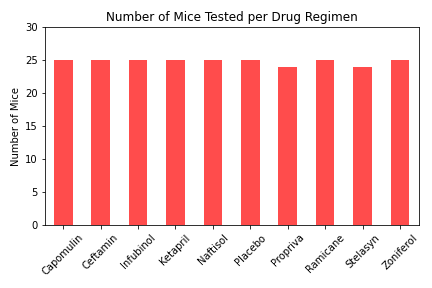 Number of Mice Tested per Drug Regimen
30
25
20
15
10
5
0
Number of Mice
Capomulin
Ceftamin
Infubinol
Ketapril
Naftisol
Placebo
Propriva
Ramicane
Stelasyn
Zoniferol